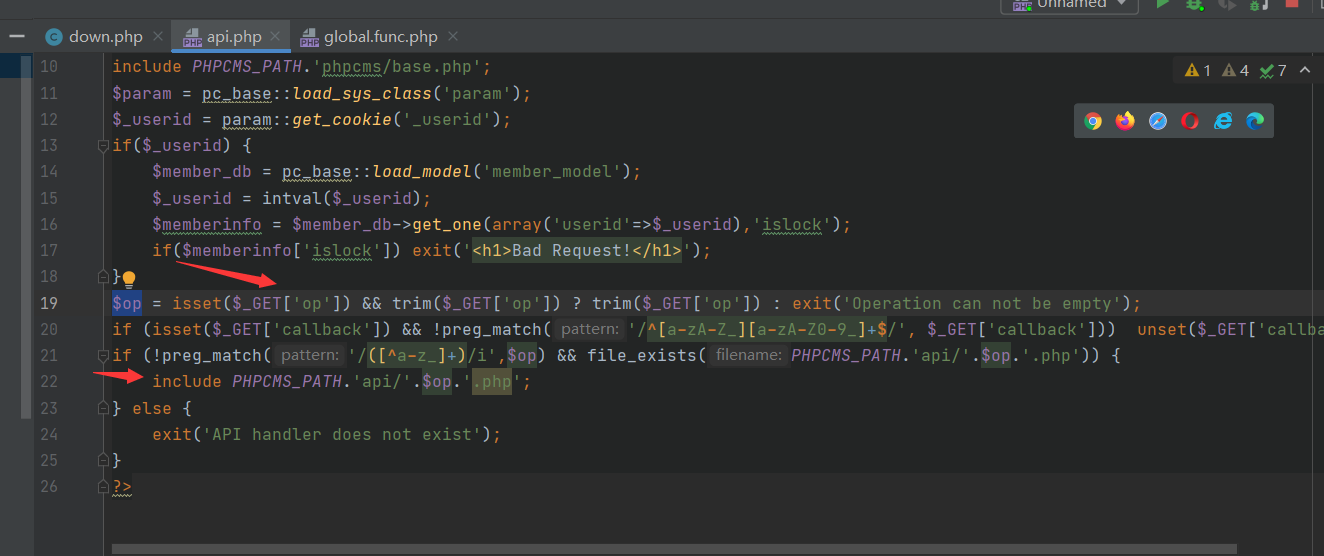 Unnamed
down.php api.php global.func.php
10 include PHPCMS_PATH.'phpcms/base.php';
1 4 7
11 $param = pc_base::load_sys_class('param');
12 $_userid = param::get_cookie('_userid');
13 if($_userid) {
14 $member_db = pc_base::load_model('member_model');
15 $_userid = intval($_userid);
16 $memberinfo = $member_db->get_one(array('userid'=>$_userid),'islock');
17 if($memberinfo['islock']) exit('<h1>Bad Request!</h1>');
18 }
19 $op = isset($_GET['op']) && trim($_GET['op']) ? trim($_GET['op']) : exit('Operation can not be empty');
20 if (isset($_GET['callback']) && !preg_match( pattern: '/^[a-zA-Z_][a-zA-Z0-9_]+$/', $_GET['callback'])) unset($_GET['callba
21 if (!preg_match( pattern: '/([^a-z_]+)/i',$op) && file_exists( filename: PHPCMS_PATH.'api/'.$op.'.php')) {
22 include PHPCMS_PATH.'api/'.$op.'.php';
23 } else {
24 exit('API handler does not exist');
25 }
26 ?>